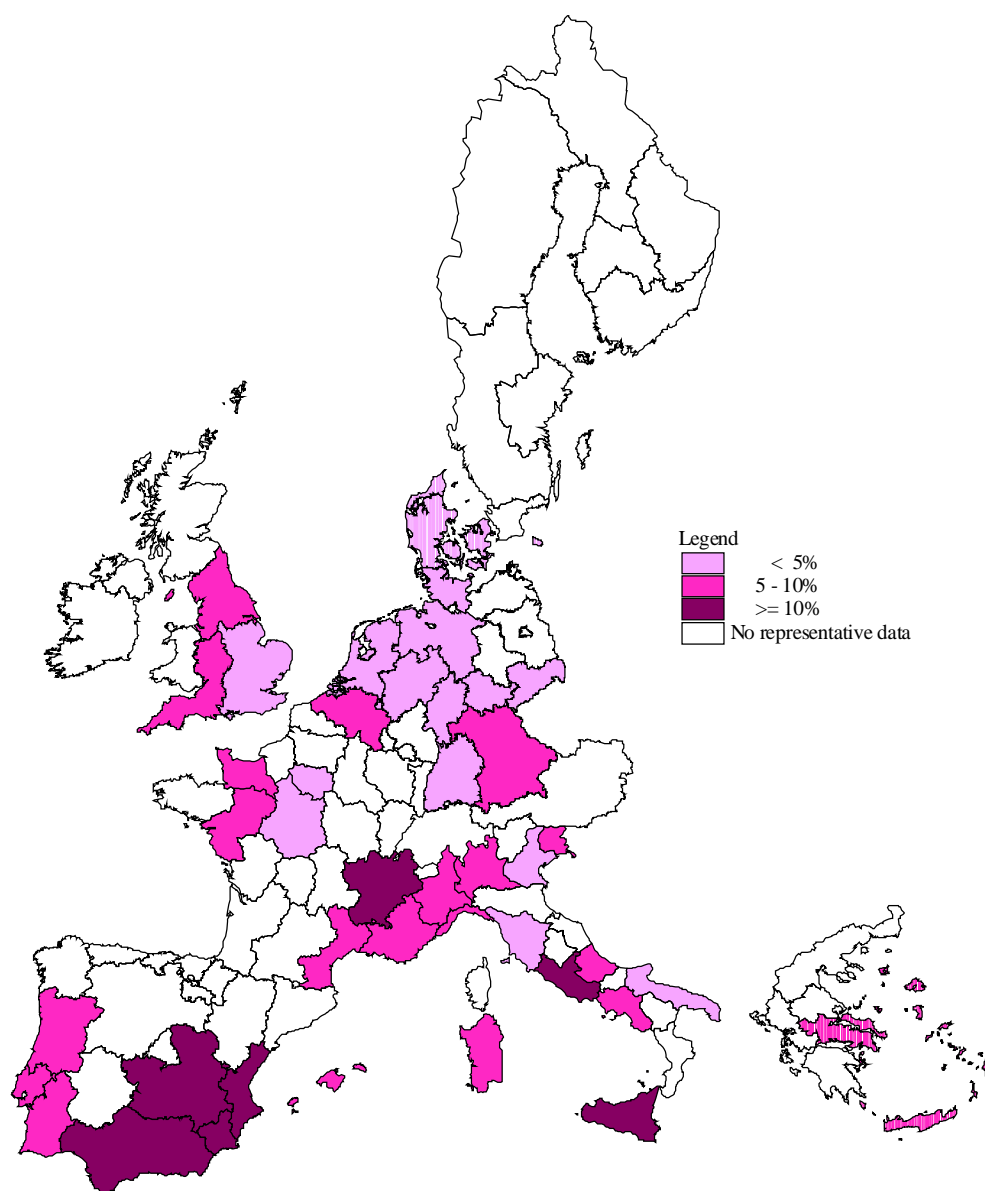 Legend
< 5%
5 - 10%
>= 10%
No representative data